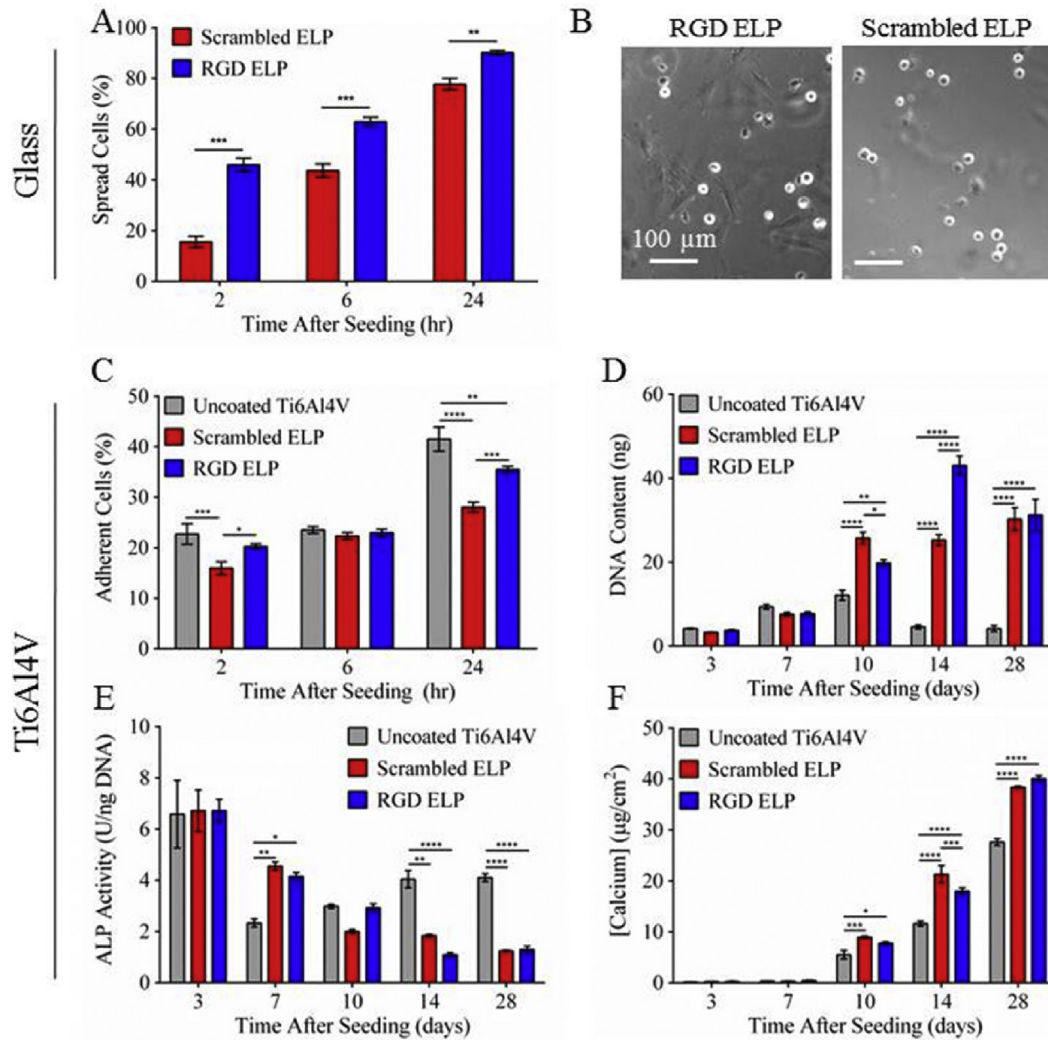 A
B
Glass
Scrambled ELP
RGD ELP
Spread Cells (%)
100
80
60
40
20
0
***
***
**
2 6 24
Time After Seeding (hr)
RGD ELP
Scrambled ELP
100 µm
C
D
Ti6Al4V
Uncoated Ti6Al4V
Scrambled ELP
RGD ELP
Adherent Cells (%)
50
40
30
20
10
0
***
*
**
****
***
2 6 24
Time After Seeding (hr)
Uncoated Ti6Al4V
Scrambled ELP
RGD ELP
DNA Content (ng)
60
40
20
0
**
*
****
****
****
****
****
****
3 7 10 14 28
Time After Seeding (days)
E
F
Uncoated Ti6Al4V
Scrambled ELP
RGD ELP
ALP Activity (U/ng DNA)
10
8
6
4
2
0
*
**
****
**
****
****
3 7 10 14 28
Time After Seeding (days)
Uncoated Ti6Al4V
Scrambled ELP
RGD ELP
[Calcium] (µg/cm²)
50
40
30
20
10
0
*
***
****
****
***
****
****
3 7 10 14 28
Time After Seeding (days)